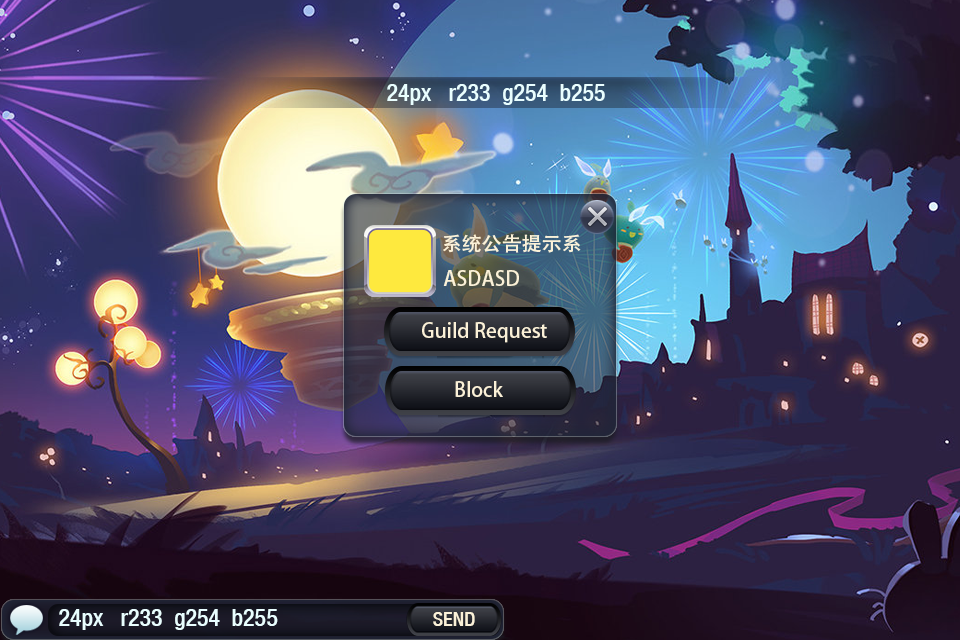 24px r233 g254 b255
系统公告提示系
ASDASD
Guild Request
Block
24px r233 g254 b255
SEND